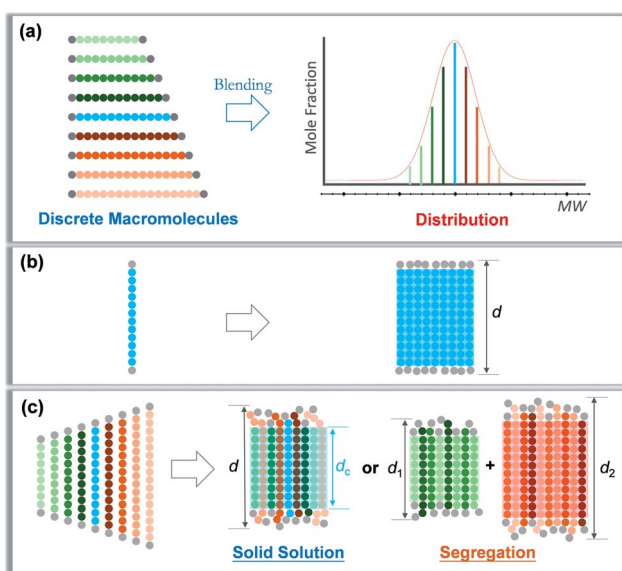 (a)
Blending
Mole Fraction
MW
Discrete Macromolecules
Distribution
(b)
d
(c)
d
dc
or
d1
+
d2
Solid Solution
Segregation